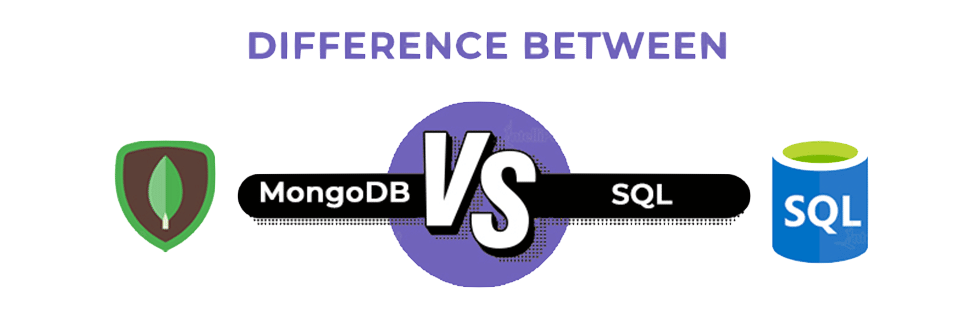 DIFFERENCE BETWEEN
MongoDB VS SQL
SQL